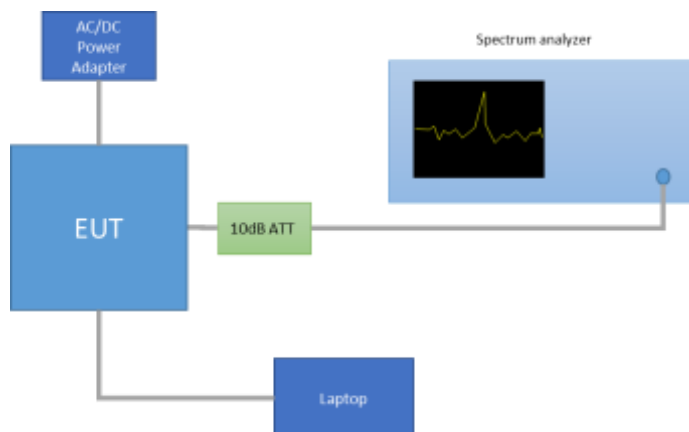 AC/DC
Power
Adapter
Spectrum analyzer
EUT
10dB ATT
Laptop